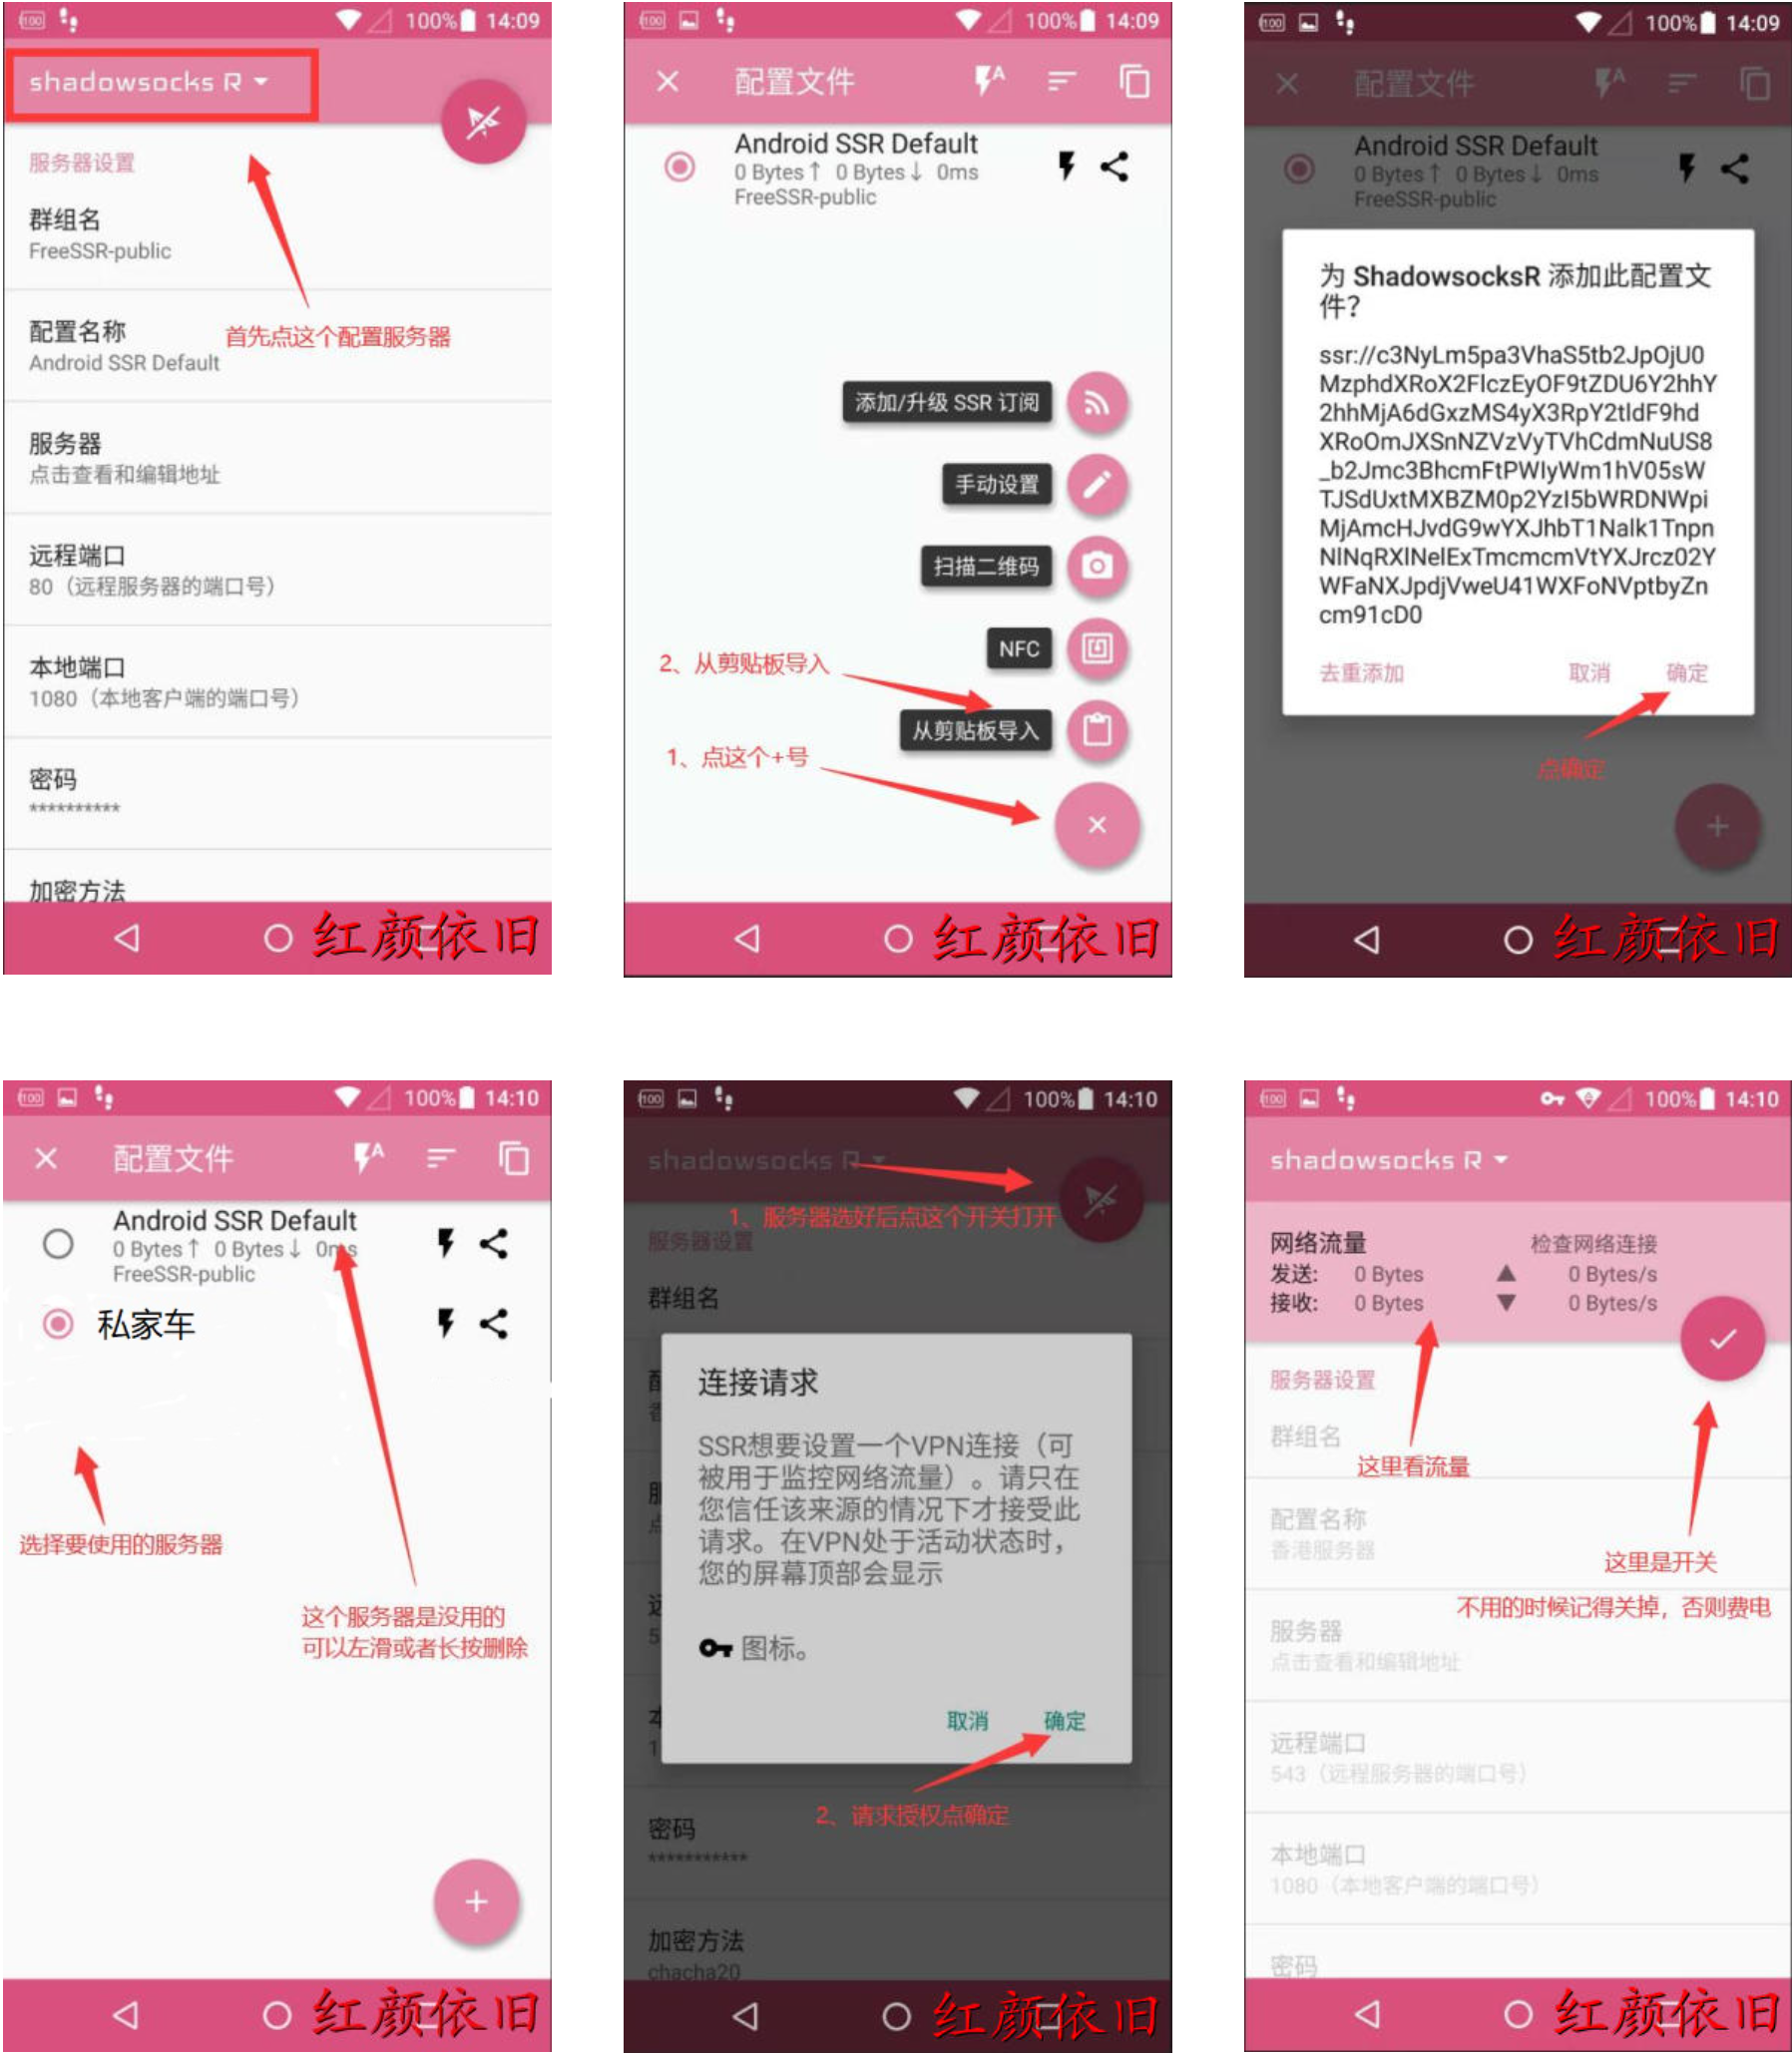 100% 14:09
shadowsocks R
服务器设置
群组名
FreeSSR-public
首先点这个配置服务器
配置名称
Android SSR Default
服务器
点击查看和编辑地址
远程端口
80（远程服务器的端口号）
本地端口
1080（本地客户端的端口号）
密码
**********
加密方法
红颜依旧
100% 14:09
配置文件
Android SSR Default
0 Bytes↑ 0 Bytes↓ 0ms
FreeSSR-public
添加/升级 SSR 订阅
手动设置
扫描二维码
NFC
2、从剪贴板导入
从剪贴板导入
1、点这个+号
红颜依旧
100% 14:09
配置文件
Android SSR Default
0 Bytes↑ 0 Bytes↓ 0ms
FreeSSR-public
为 ShadowsocksR 添加此配置文
件？
ssr://c3NyLm5pa3VhaS5tb2JpOjU0
MzphdXRoX2FlczEyOF9tZDU6Y2hhY
2hhMjA6dGxzMS4yX3RpY2tldF9hd
XRoOmJXSnNZVzVyTVhCdmNuUS8
_b2Jmc3BhcmFtPWIyWm1hV05sW
TJSdUxtMXBZM0p2YzI5bWRDNWpi
MjAmcHJvdG9wYXJhbT1Nalk1Tnpn
NlNqRXlNelExTmcmcmVtYXJrcz02Y
WFaNXJpdjVweU41WXFoNVptbyZn
cm91cD0
去重添加 取消 确定
点确定
红颜依旧
100% 14:10
配置文件
Android SSR Default
0 Bytes↑ 0 Bytes↓ 0ms
FreeSSR-public
私家车
选择要使用的服务器
这个服务器是没用的
可以左滑或者长按删除
红颜依旧
100% 14:10
shadowsocks R
1、服务器选好后点这个开关打开
服务器设置
群组名
连接请求
SSR想要设置一个VPN连接（可
被用于监控网络流量）。请只在
您信任该来源的情况下才接受此
请求。在VPN处于活动状态时，
您的屏幕顶部会显示
图标。
取消 确定
2、请求授权点确定
密码
***********
加密方法
chacha20
红颜依旧
100% 14:10
shadowsocks R
网络流量 检查网络连接
发送: 0 Bytes ▲ 0 Bytes/s
接收: 0 Bytes ▼ 0 Bytes/s
服务器设置
群组名
这里看流量
配置名称
香港服务器
这里是开关
不用的时候记得关掉，否则费电
服务器
点击查看和编辑地址
远程端口
543（远程服务器的端口号）
本地端口
1080（本地客户端的端口号）
密码
红颜依旧